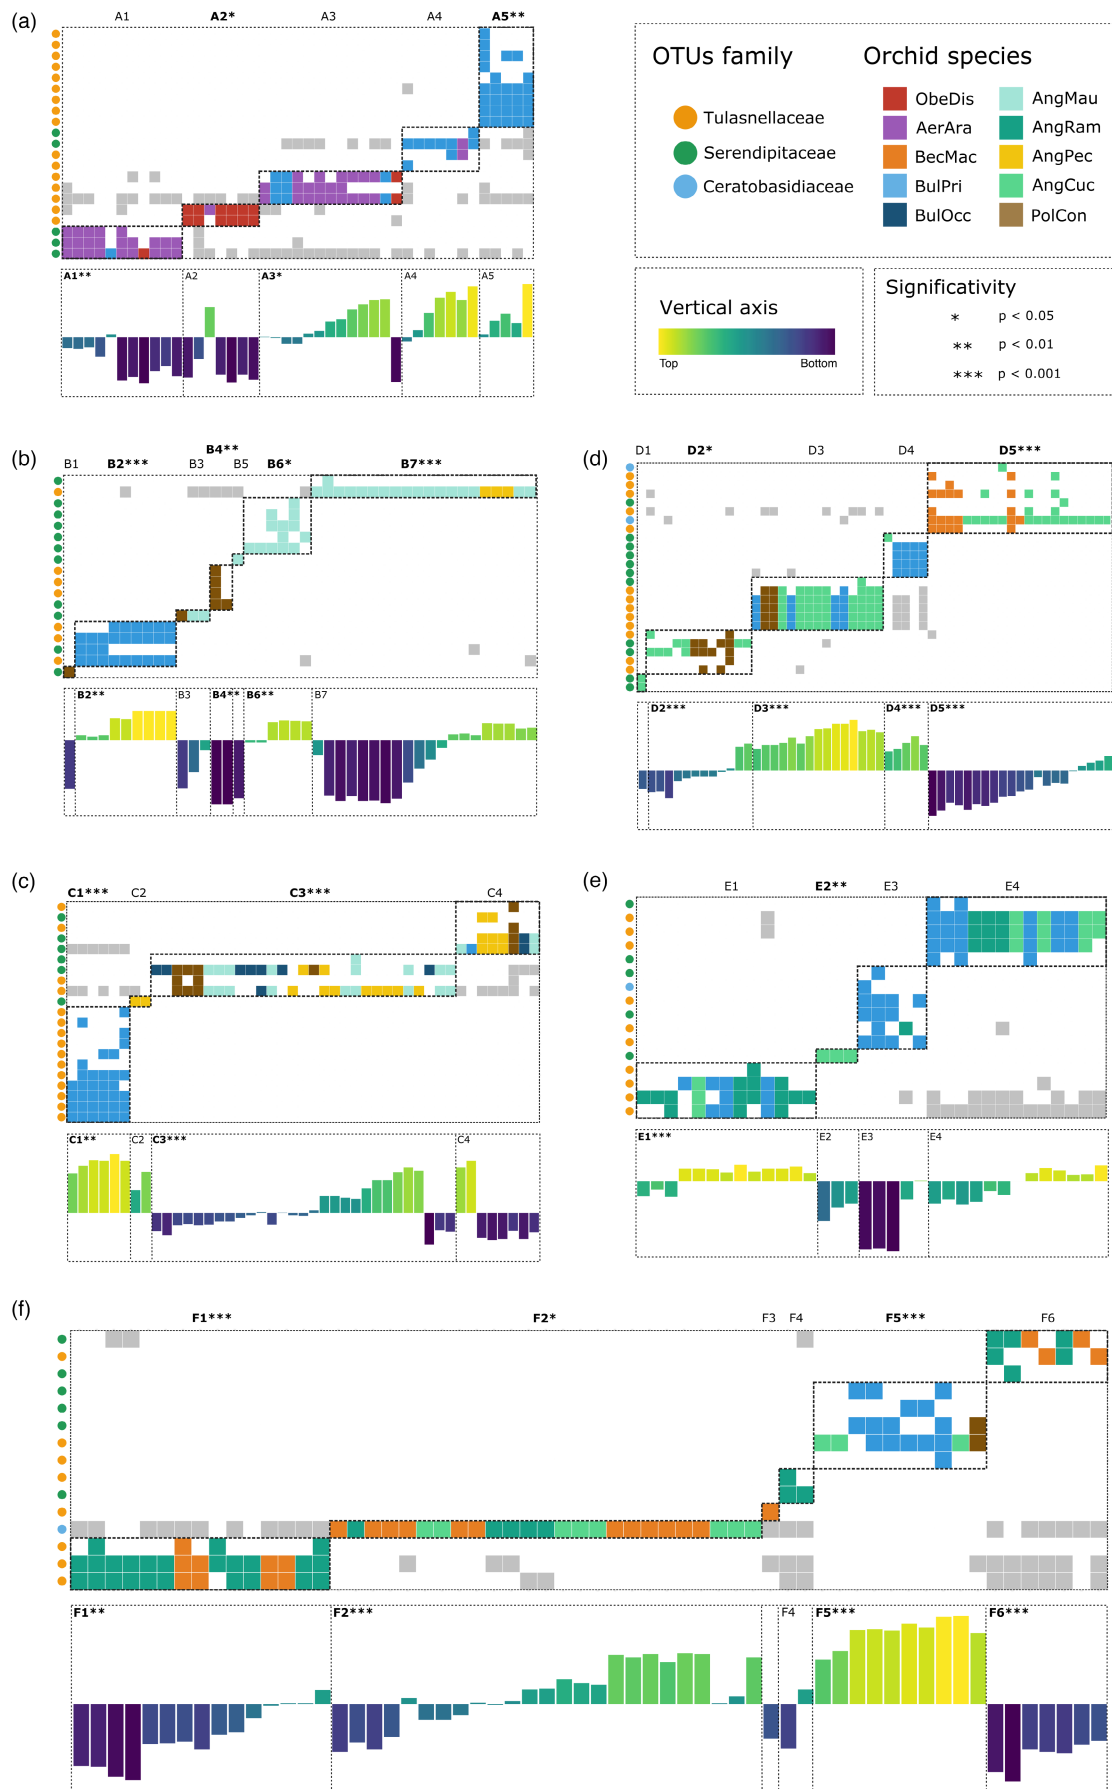 (a)
A1 A2* A3 A4 A5**
A1** A2 A3* A4 A5
OTUs family
Tulasnellaceae
Serendipitaceae
Ceratobasidiaceae
Orchid species
ObeDis AngMau
AerAra AngRam
BecMac AngPec
BulPri AngCuc
BulOcc PolCon
Vertical axis
Top Bottom
Significativity
* p < 0.05
** p < 0.01
*** p < 0.001
(b)
B4**
B1 B2*** B3 B5 B6* B7***
B2** B3 B4** B6** B7
(d)
D1 D2* D3 D4 D5***
D2*** D3*** D4*** D5***
(c)
C1*** C2 C3*** C4
C1** C2 C3*** C4
(e)
E1 E2** E3 E4
E1*** E2 E3 E4
(f)
F1*** F2* F3 F4 F5*** F6
F1** F2*** F4 F5*** F6***